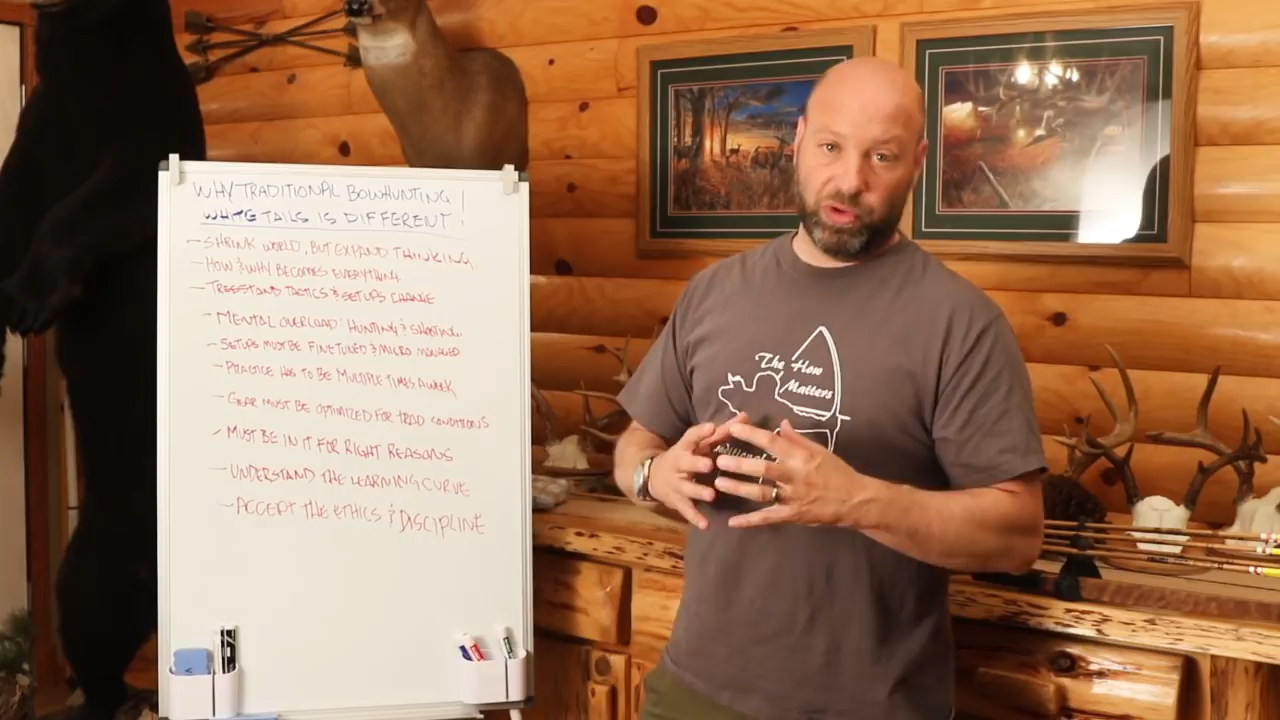 WHY TRADITIONAL BOWHUNTING
WHITE TAILS IS DIFFERENT!
- SHRINK WORLD, BUT EXPAND THINKING.
- HOW & WHY BECOMES EVERYTHING
- TREESTAND TACTICS & SETUPS CHANGE
- MENTAL OVERLOAD: HUNTING & SHOOTING.
- SETUPS MUST BE FINE TUNED & MICRO MANAGED
- PRACTICE HAS TO BE MULTIPLE TIMES A WEEK
- GEAR MUST BE OPTIMIZED FOR TRAD CONDITIONS
- MUST BE IN IT FOR RIGHT REASONS
- UNDERSTAND THE LEARNING CURVE
- ACCEPT THE ETHICS & DISCIPLINE
The How
Matters